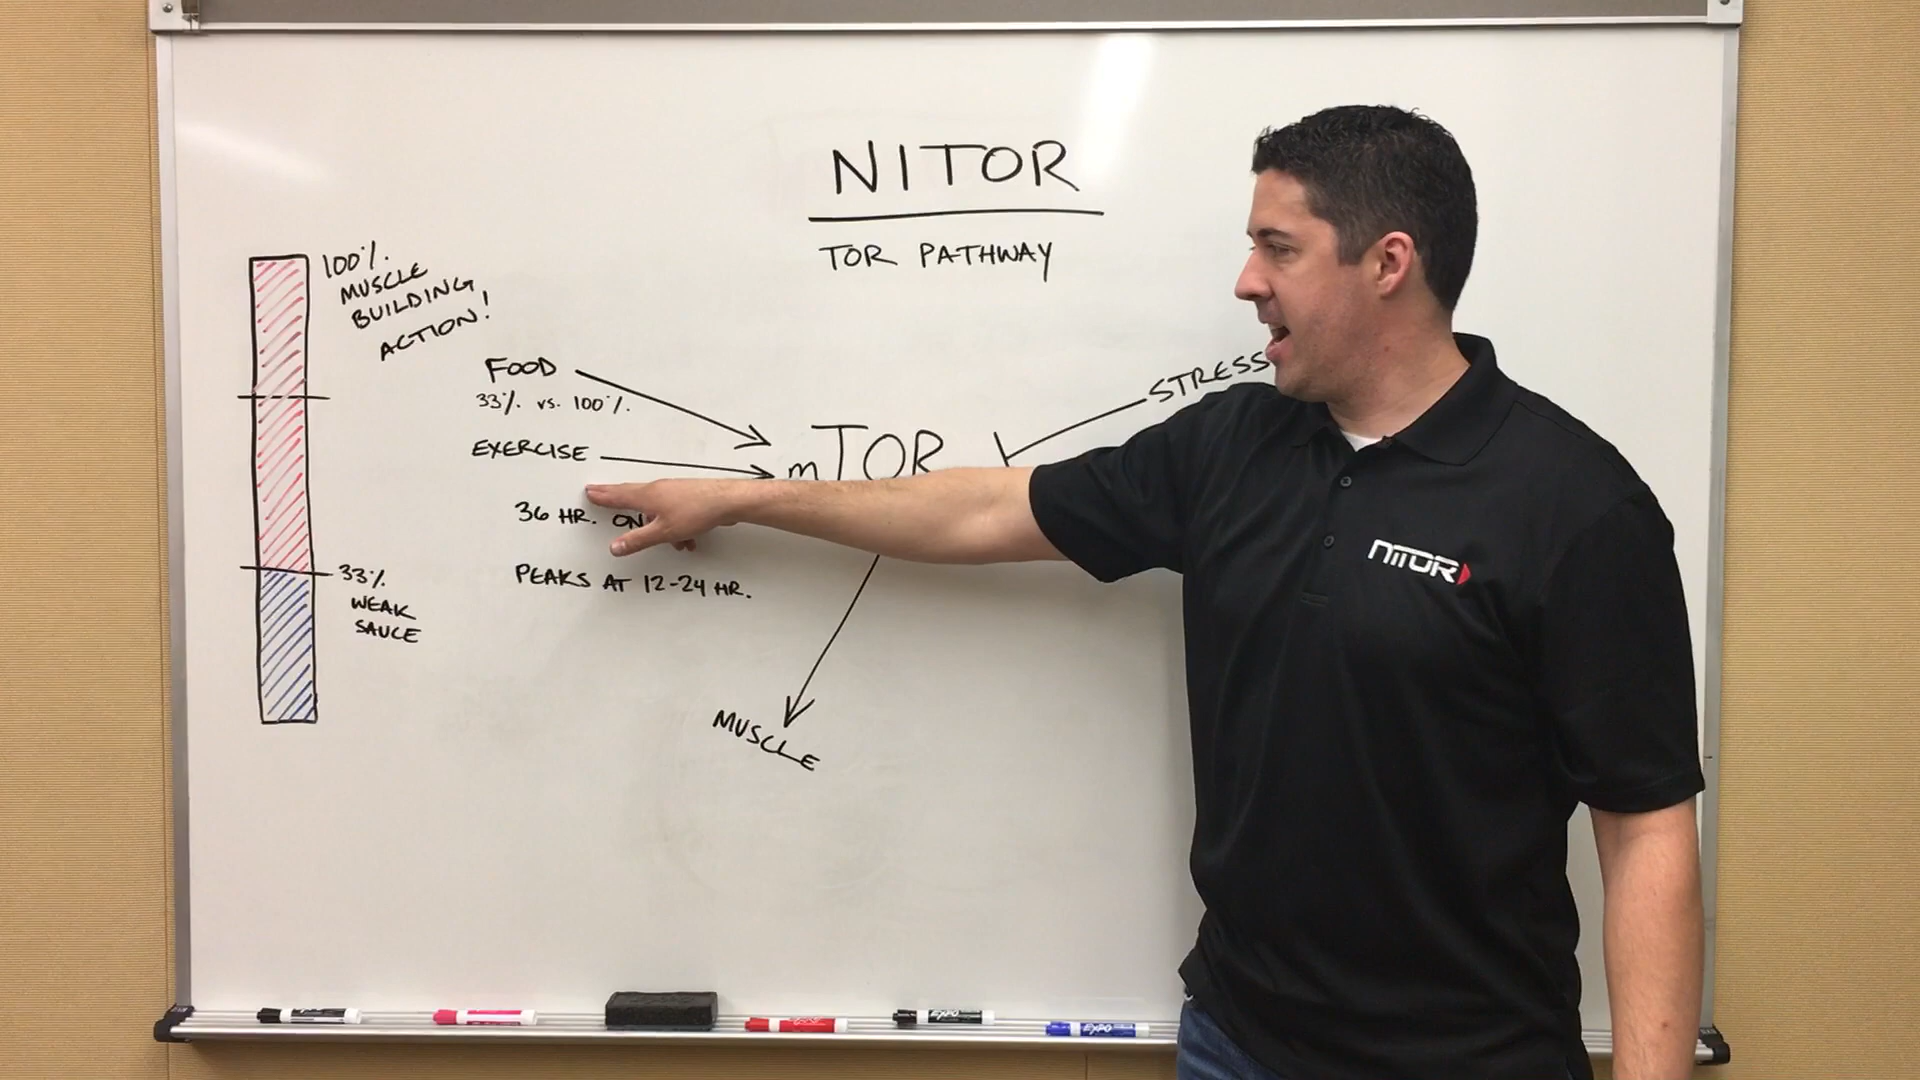 NITOR
TOR PATHWAY
100%
MUSCLE
BUILDING
ACTION!
FOOD
33% vs. 100%
EXERCISE
mTOR
STRESS
36 HR. ON
PEAKS AT 12-24 HR.
33%
WEAK
SAUCE
MUSCLE
NITOR
EXPO
EXPO